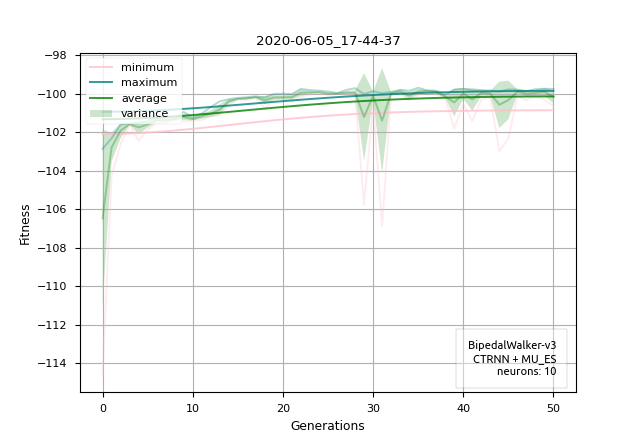 2020-06-05_17-44-37
minimum
maximum
average
variance
Fitness
−98
−100
−102
−104
−106
−108
−110
−112
−114
BipedalWalker-v3
CTRNN + MU_ES
neurons: 10
0
10
20
30
40
50
Generations